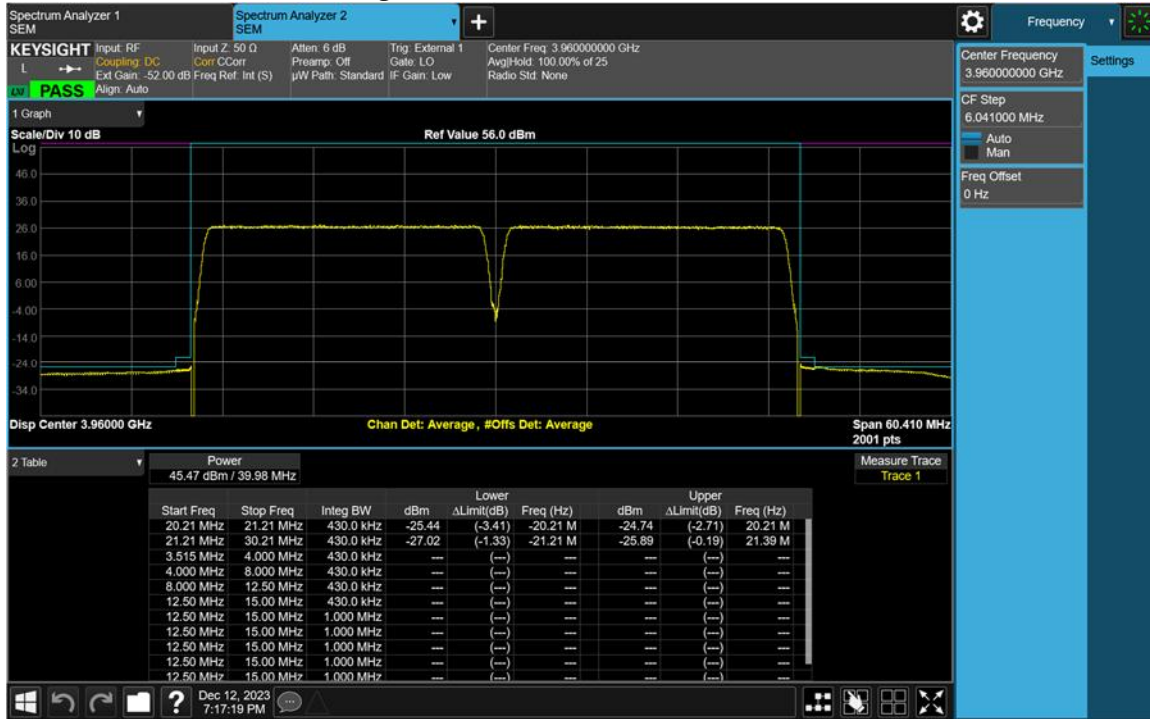 Spectrum Analyzer 1
SEM
Spectrum Analyzer 2
SEM
Frequency
KEYSIGHT
L
PASS
Input: RF
Coupling: DC
Ext Gain: -52.00 dB
Align: Auto
Input Z: 50 Ω
Corr CCorr
Freq Ref: Int (S)
Atten: 6 dB
Preamp: Off
µW Path: Standard
Trig: External 1
Gate: LO
IF Gain: Low
Center Freq: 3.960000000 GHz
Avg|Hold: 100.00% of 25
Radio Std: None
Center Frequency
3.960000000 GHz
Settings
CF Step
6.041000 MHz
Auto
Man
Freq Offset
0 Hz
1 Graph
Scale/Div 10 dB
Ref Value 56.0 dBm
Log
46.0
36.0
26.0
16.0
6.00
-4.00
-14.0
-24.0
-34.0
Disp Center 3.96000 GHz
Chan Det: Average , #Offs Det: Average
Span 60.410 MHz
2001 pts
2 Table
Power
45.47 dBm / 39.98 MHz
Measure Trace
Trace 1
Lower Upper
Start Freq Stop Freq Integ BW dBm ∆Limit(dB) Freq (Hz) dBm ∆Limit(dB) Freq (Hz)
20.21 MHz 21.21 MHz 430.0 kHz -25.44 (-3.41) -20.21 M -24.74 (-2.71) 20.21 M
21.21 MHz 30.21 MHz 430.0 kHz -27.02 (-1.33) -21.21 M -25.89 (-0.19) 21.39 M
3.515 MHz 4.000 MHz 430.0 kHz --- (---) --- --- (---) ---
4.000 MHz 8.000 MHz 430.0 kHz --- (---) --- --- (---) ---
8.000 MHz 12.50 MHz 430.0 kHz --- (---) --- --- (---) ---
12.50 MHz 15.00 MHz 430.0 kHz --- (---) --- --- (---) ---
12.50 MHz 15.00 MHz 1.000 MHz --- (---) --- --- (---) ---
12.50 MHz 15.00 MHz 1.000 MHz --- (---) --- --- (---) ---
12.50 MHz 15.00 MHz 1.000 MHz --- (---) --- --- (---) ---
12.50 MHz 15.00 MHz 1.000 MHz --- (---) --- --- (---) ---
12.50 MHz 15.00 MHz 1.000 MHz --- (---) --- --- (---) ---
?
Dec 12, 2023
7:17:19 PM